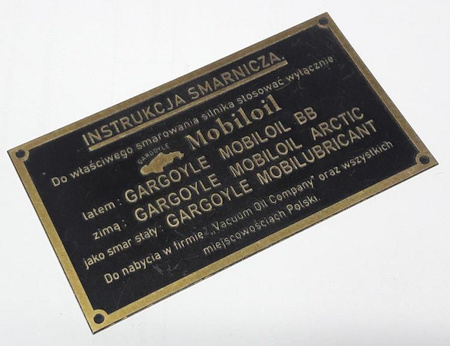 INSTRUKCJA SMARNICZA.
Do właściwego smarowania silnika stosować wyłącznie
GARGOYLE
Mobiloil
latem: GARGOYLE MOBILOIL BB
zimą: GARGOYLE MOBILOIL ARCTIC
jako smar stały: GARGOYLE MOBILUBRICANT
Do nabycia w firmie „Vacuum Oil Company" oraz wszystkich
miejscowościach Polski.